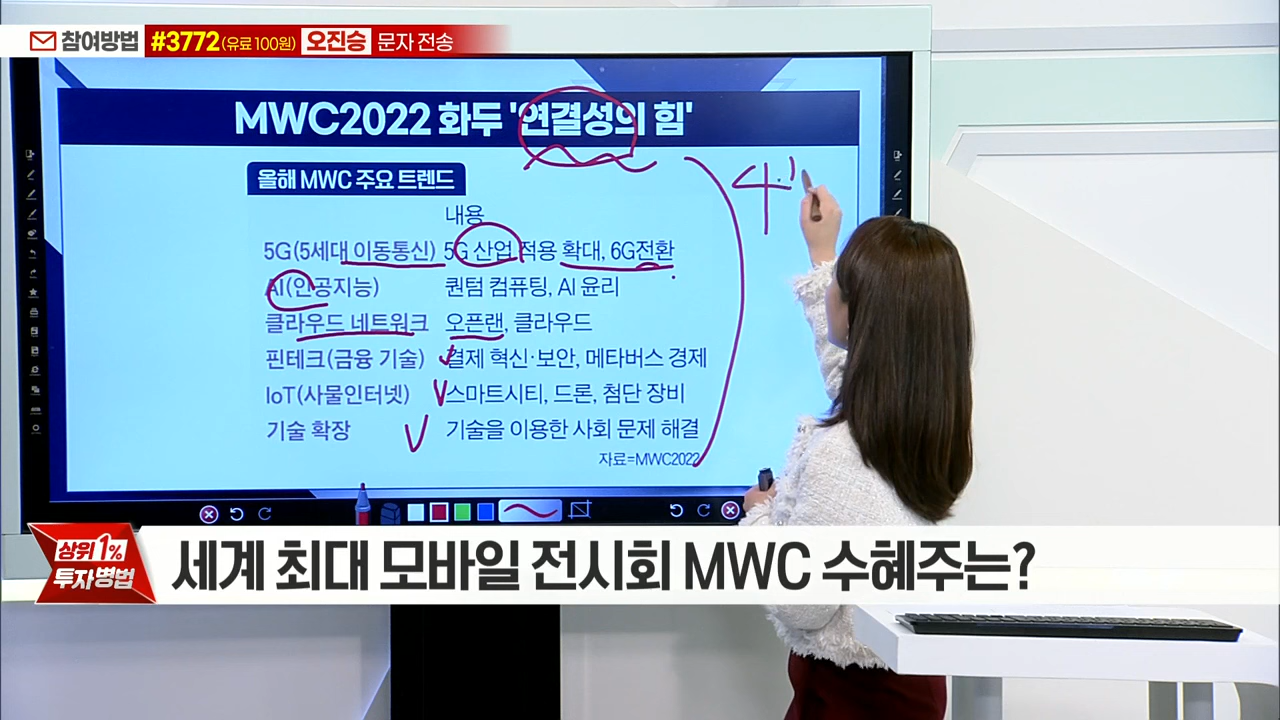 참여방법 #3772(유료 100원) 오진승 문자 전송
MWC2022 화두 '연결성의 힘'
올해 MWC 주요 트렌드
내용
5G(5세대 이동통신) 5G 산업 적용 확대, 6G전환
AI(인공지능) 퀀텀 컴퓨팅, AI 윤리
클라우드 네트워크 오픈랜, 클라우드
핀테크(금융 기술) 결제 혁신·보안, 메타버스 경제
IoT(사물인터넷) 스마트시티, 드론, 첨단 장비
기술 확장 기술을 이용한 사회 문제 해결
자료=MWC2022
4.1
상위 1%
투자병법
세계 최대 모바일 전시회 MWC 수혜주는?